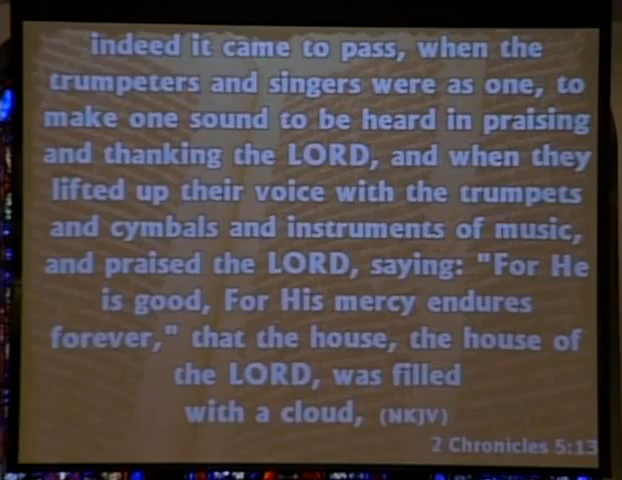 indeed it came to pass, when the
trumpeters and singers were as one, to
make one sound to be heard in praising
and thanking the LORD, and when they
lifted up their voice with the trumpets
and cymbals and instruments of music,
and praised the LORD, saying: "For He
is good, For His mercy endures
forever," that the house, the house of
the LORD, was filled
with a cloud, (NKJV)
2 Chronicles 5:13